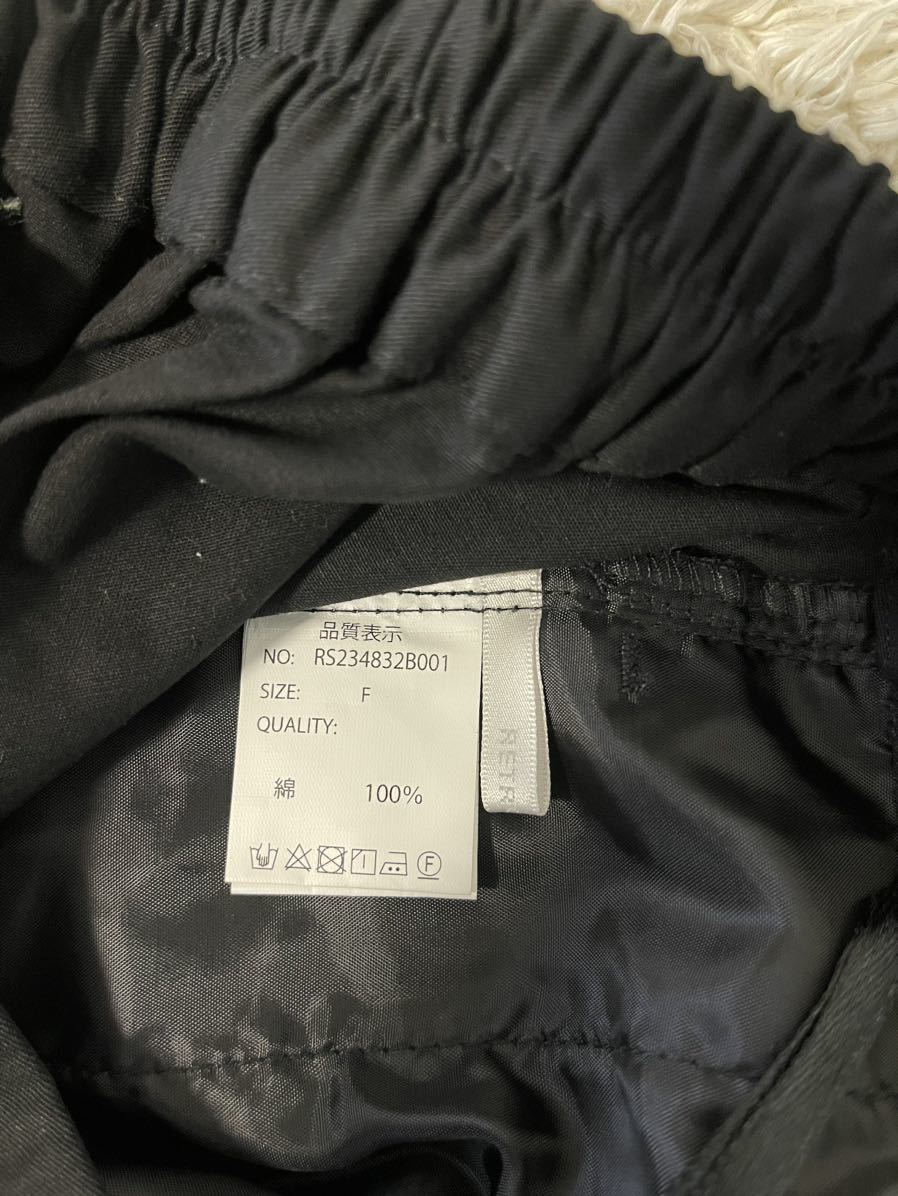 品質表示
NO: RS234832B001
SIZE: F
QUALITY:
綿 100%
F
RETR